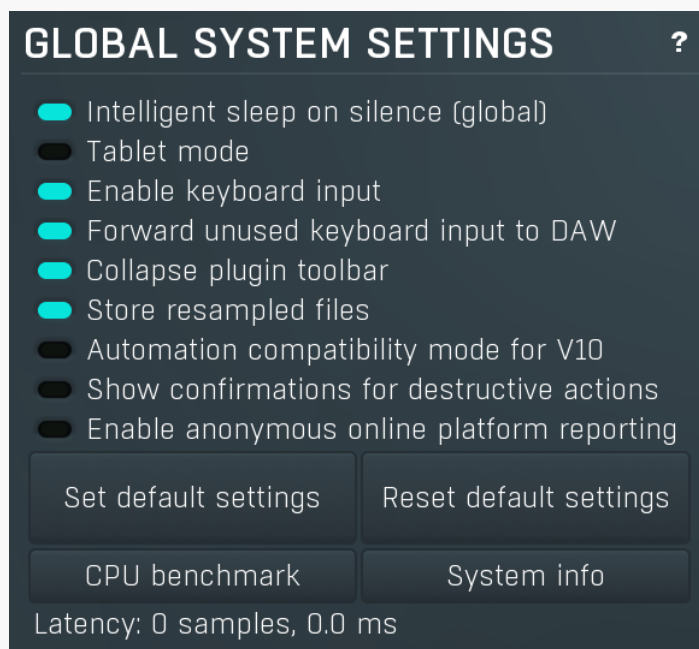 GLOBAL SYSTEM SETTINGS ?
Intelligent sleep on silence (global)
Tablet mode
Enable keyboard input
Forward unused keyboard input to DAW
Collapse plugin toolbar
Store resampled files
Automation compatibility mode for V10
Show confirmations for destructive actions
Enable anonymous online platform reporting
Set default settings Reset default settings
CPU benchmark System info
Latency: 0 samples, 0.0 ms